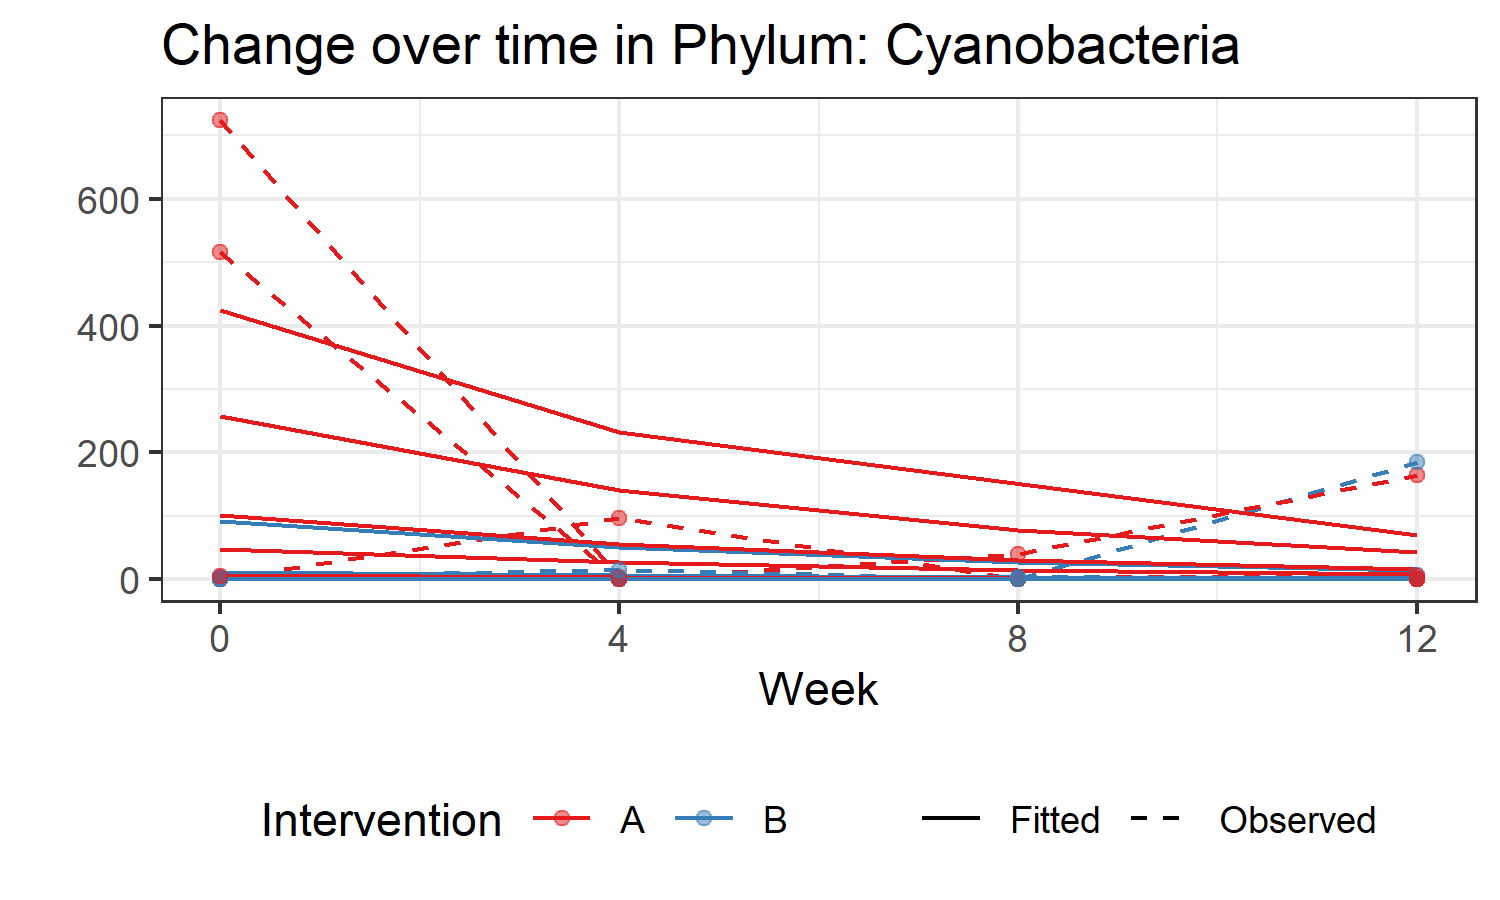 Change over time in Phylum: Cyanobacteria
600
400
200
0
0 4 8 12
Week
Intervention A B Fitted Observed